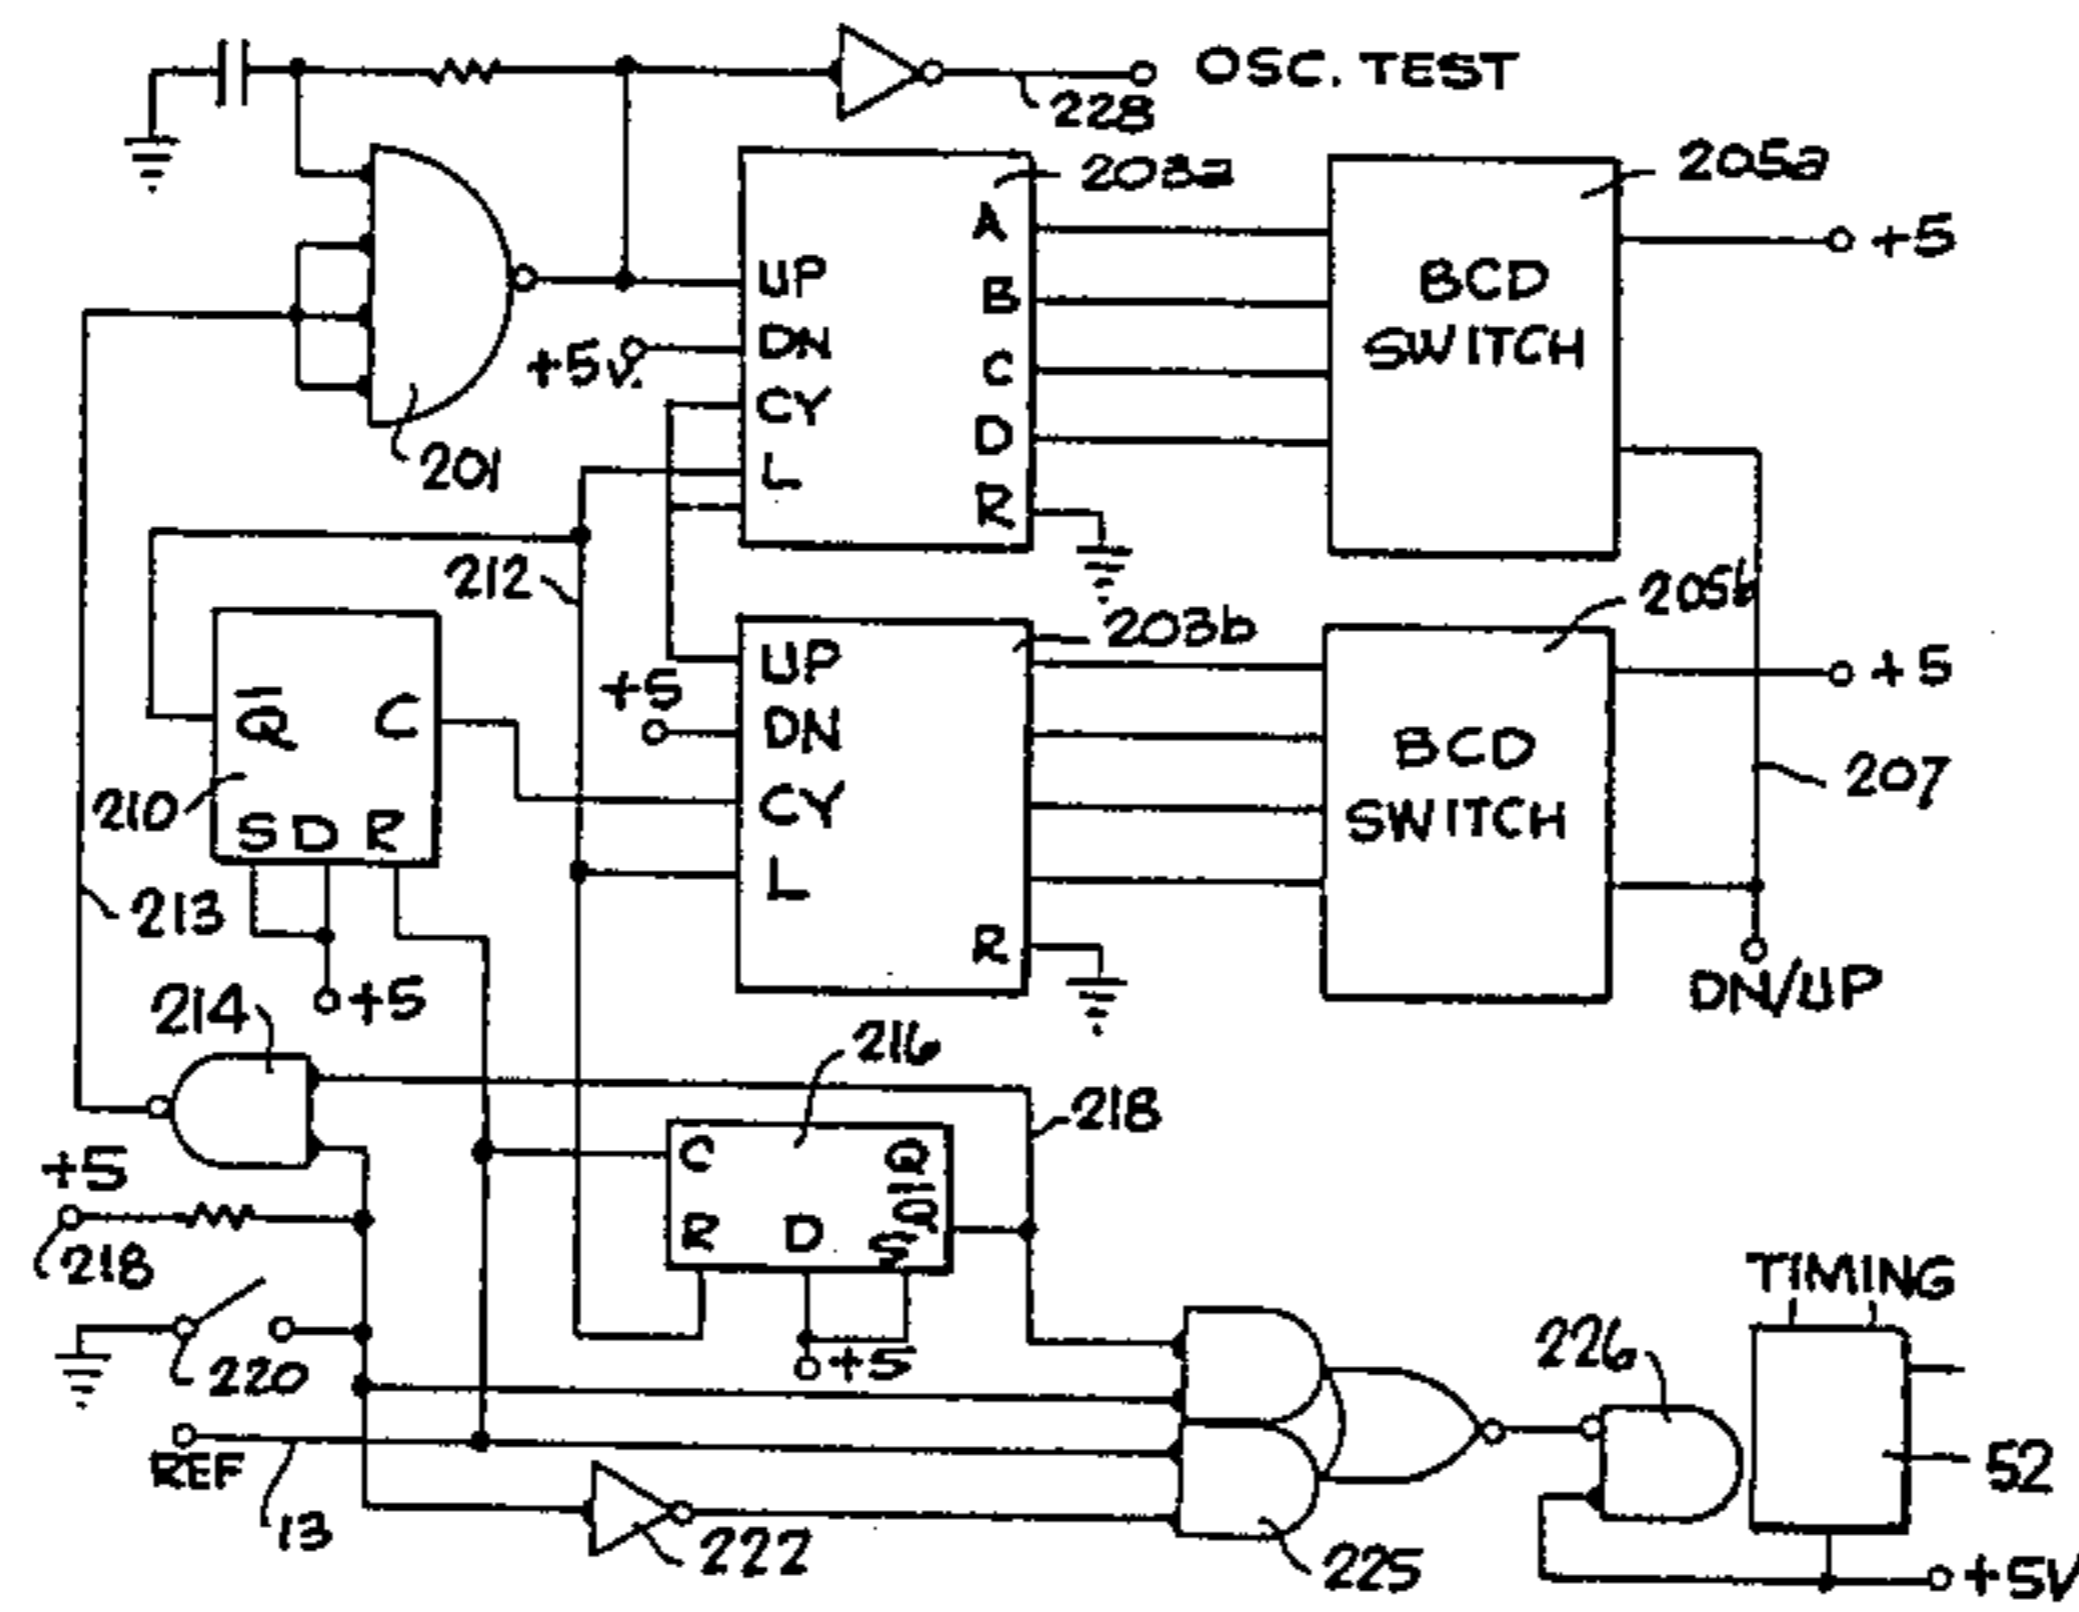 OSC. TEST
228
203a
205a
A
+5
UP
B
BCD
SWITCH
+5v.
DN
CY
C
L
D
201
R
212
205b
203b
UP
+5
+5
DN
Q
C
BCD
SWITCH
207
CY
210
S D R
L
213
R
DN/UP
+5
214
216
218
C
Q
+5
R
D
Q
S
218
TIMING
226
+5
220
REF
52
13
222
225
+5V